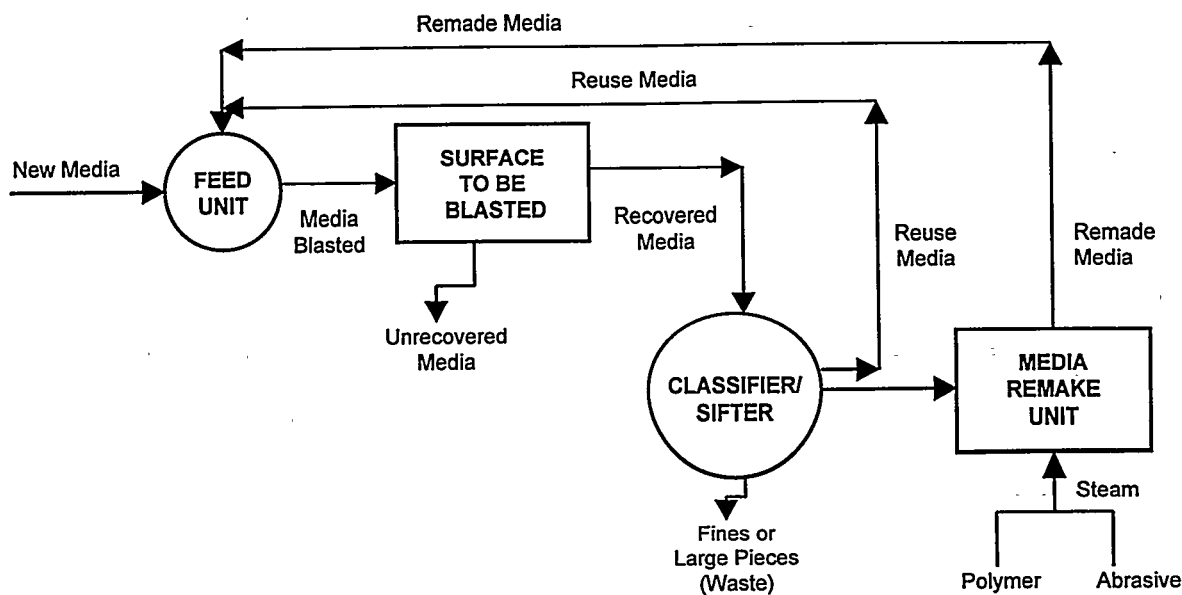 Remade Media
Reuse Media
New Media
FEED
UNIT
Media
Blasted
SURFACE
TO BE
BLASTED
Unrecovered
Media
Recovered
Media
Reuse
Media
Remade
Media
CLASSIFIER/
SIFTER
MEDIA
REMAKE
UNIT
Fines or
Large Pieces
(Waste)
Steam
Polymer
Abrasive